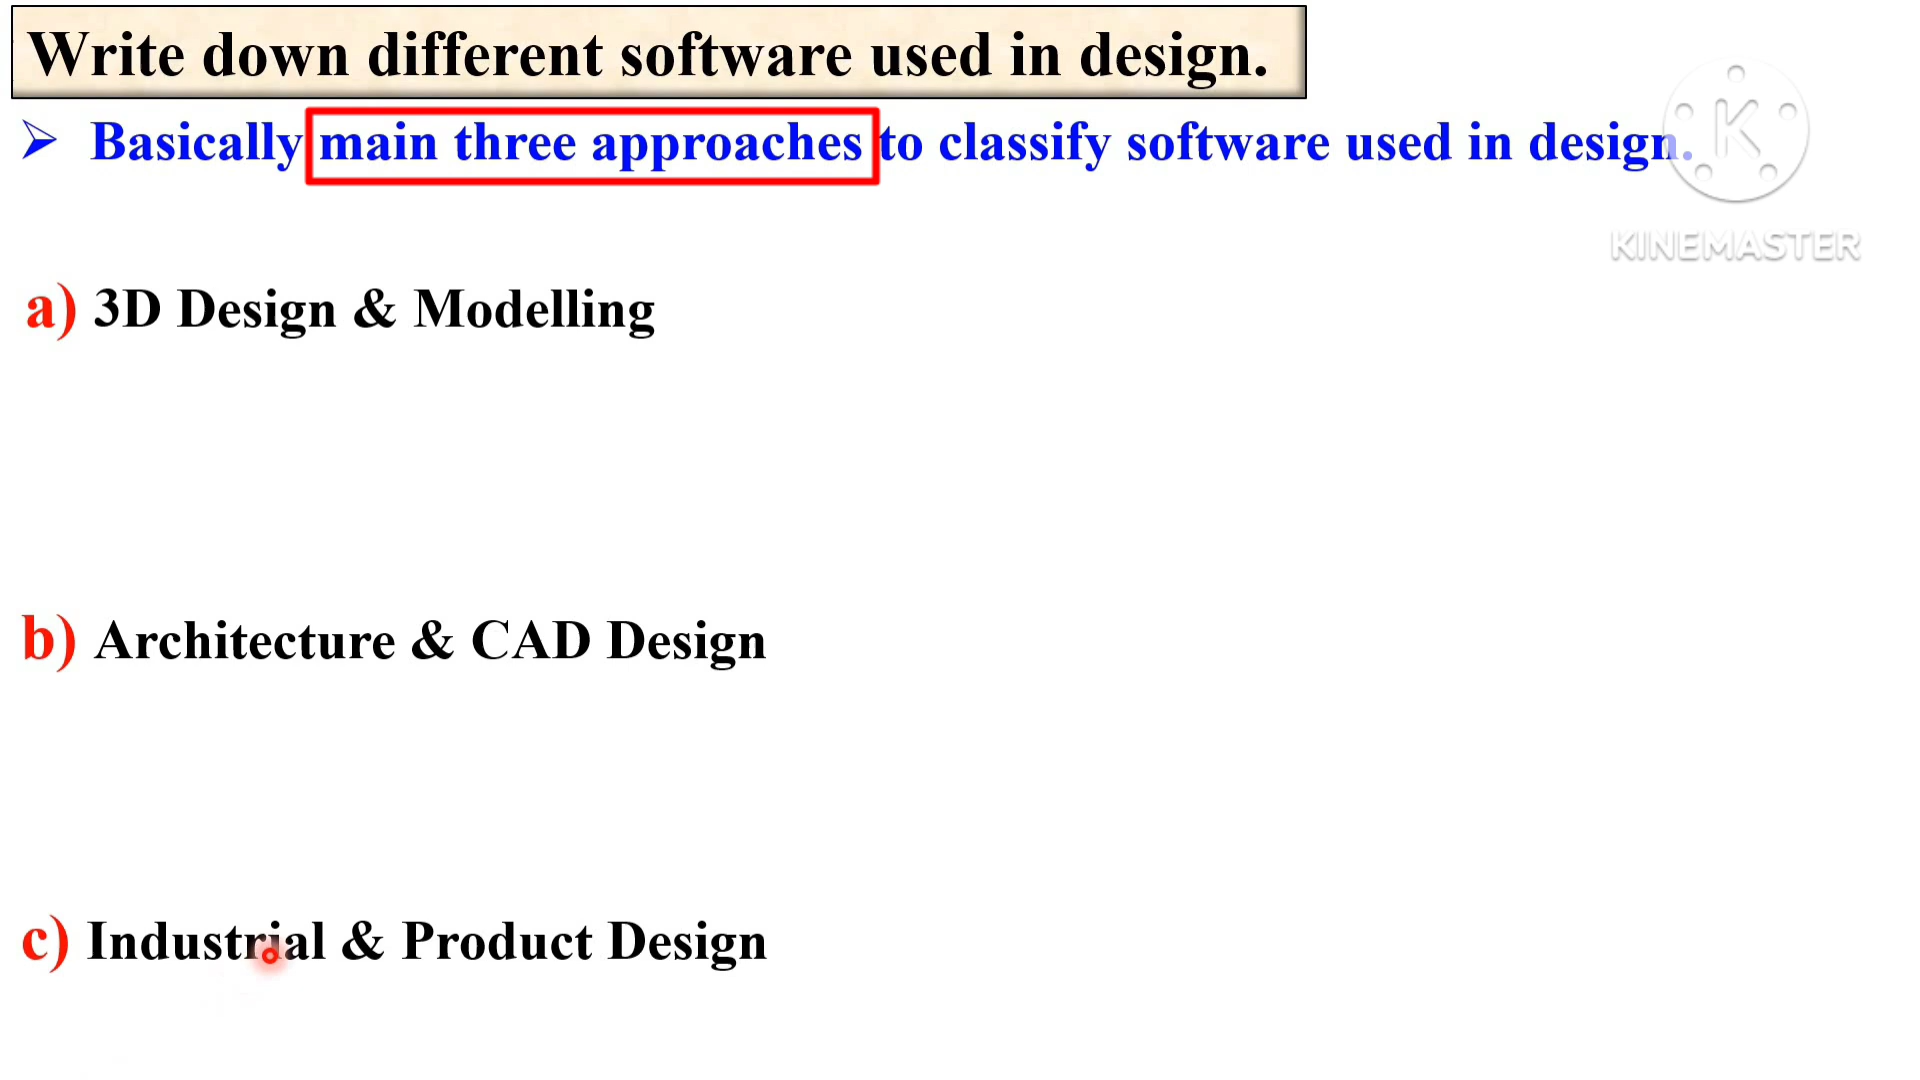 Write down different software used in design.
➢ Basically main three approaches to classify software used in design.
K
KINEMASTER
a) 3D Design & Modelling
b) Architecture & CAD Design
c) Industrial & Product Design